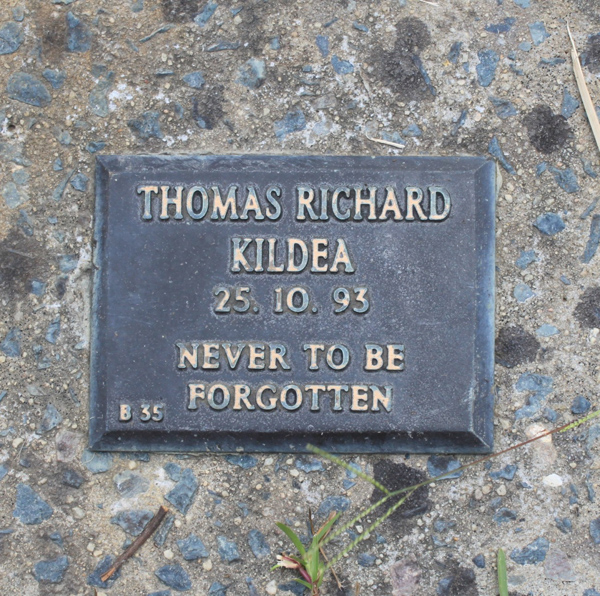 THOMAS RICHARD
KILDEA
25. 10. 93
NEVER TO BE
FORGOTTEN
B 35